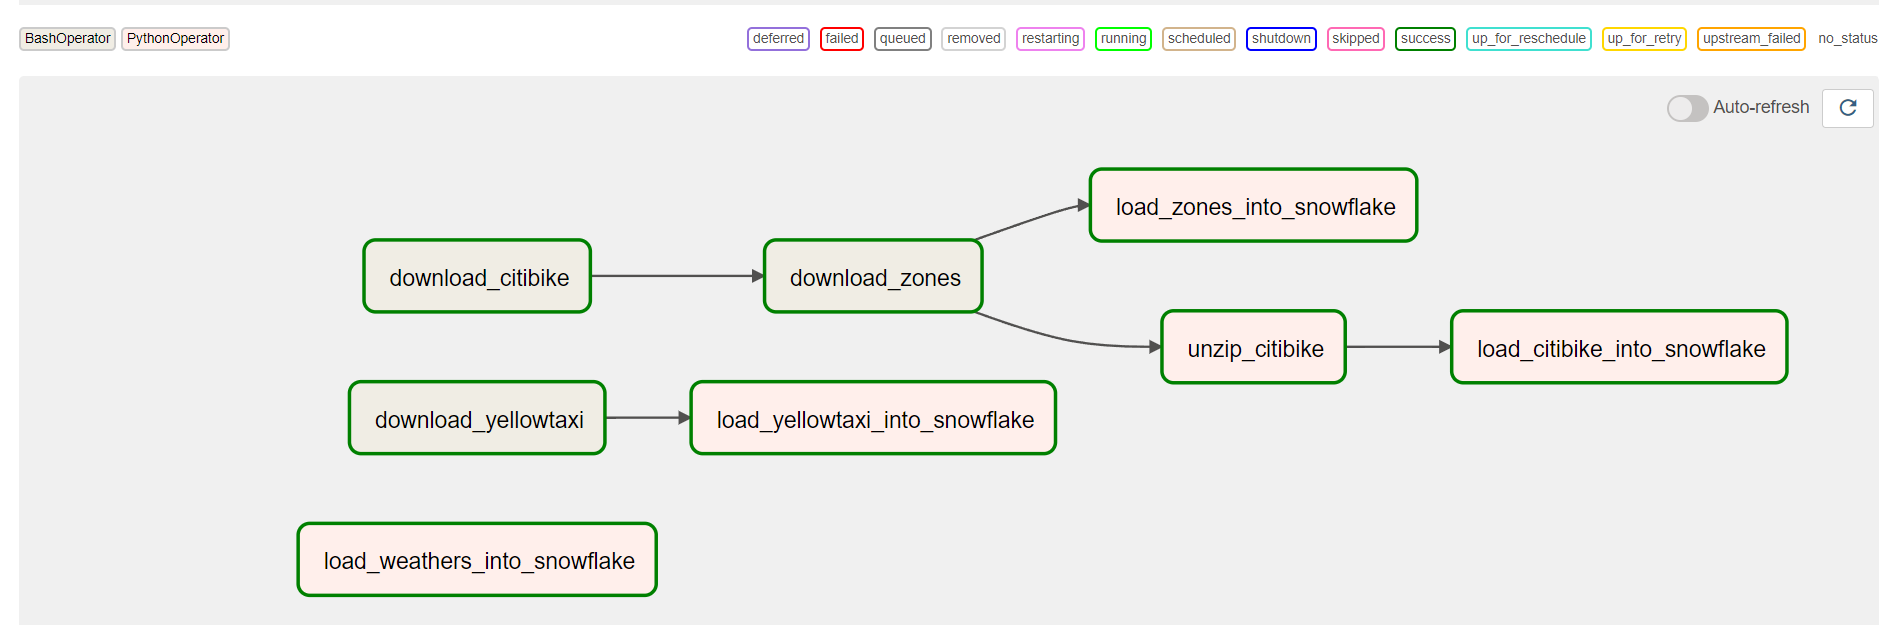 BashOperator PythonOperator deferred failed queued removed restarting running scheduled shutdown skipped success up_for_reschedule up_for_retry upstream_failed no_status
Auto-refresh
load_zones_into_snowflake
download_citibike download_zones
unzip_citibike load_citibike_into_snowflake
download_yellowtaxi load_yellowtaxi_into_snowflake
load_weathers_into_snowflake